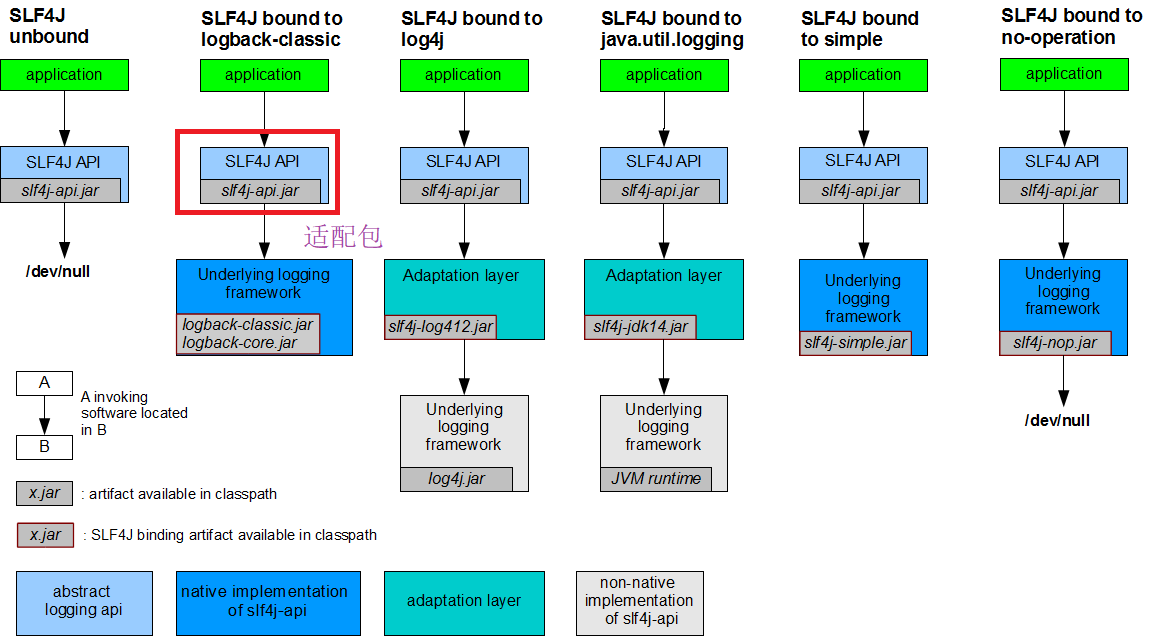 SLF4J
unbound
SLF4J bound to
logback-classic
SLF4J bound to
log4j
SLF4J bound to
java.util.logging
SLF4J bound
to simple
SLF4J bound to
no-operation
application
application
application
application
application
application
SLF4J API
slf4j-api.jar
SLF4J API
slf4j-api.jar
SLF4J API
slf4j-api.jar
SLF4J API
slf4j-api.jar
SLF4J API
slf4j-api.jar
SLF4J API
slf4j-api.jar
适配包
/dev/null
Underlying logging
framework
logback-classic.jar
logback-core.jar
Adaptation layer
slf4j-log412.jar
Adaptation layer
slf4j-jdk14.jar
Underlying
logging
framework
slf4j-simple.jar
Underlying
logging
framework
slf4j-nop.jar
Underlying
logging
framework
log4j.jar
Underlying
logging
framework
JVM runtime
/dev/null
A
B
A invoking
software located
in B
x.jar
: artifact available in classpath
x.jar
: SLF4J binding artifact available in classpath
abstract
logging api
native implementation
of slf4j-api
adaptation layer
non-native
implementation
of slf4j-api